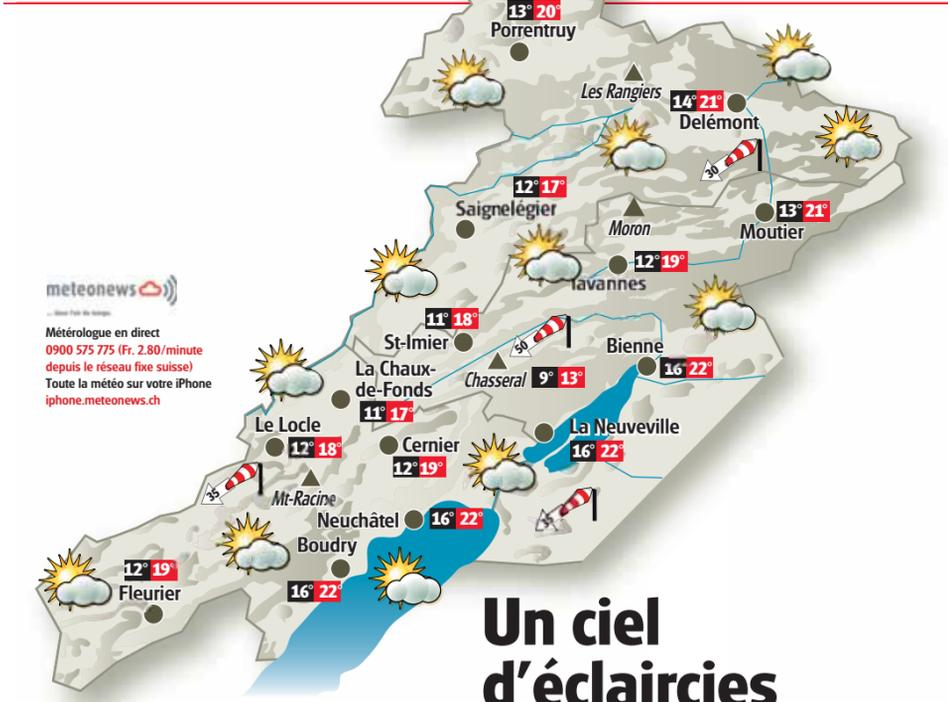 13° 20°
Porrentruy
Les Rangiers
14° 21°
Delémont
30
12° 17°
Saignelégier
Moron
13° 21°
Moutier
12° 19°
Tavannes
meteonews
Météorologue en direct
0900 575 775 (Fr. 2.80/minute
depuis le réseau fixe suisse)
Toute la météo sur votre iPhone
iphone.meteonews.ch
11° 18°
St-Imier
50
Chasseral 9° 13°
Bienne
16° 22°
La Chaux-
de-Fonds
11° 17°
Le Locle
12° 18°
Cernier
12° 19°
La Neuveville
16° 22°
35
Mt-Racine
Neuchâtel 16° 22°
35
Boudry
16° 22°
12° 19°
Fleurier
Un ciel
d'éclaircies